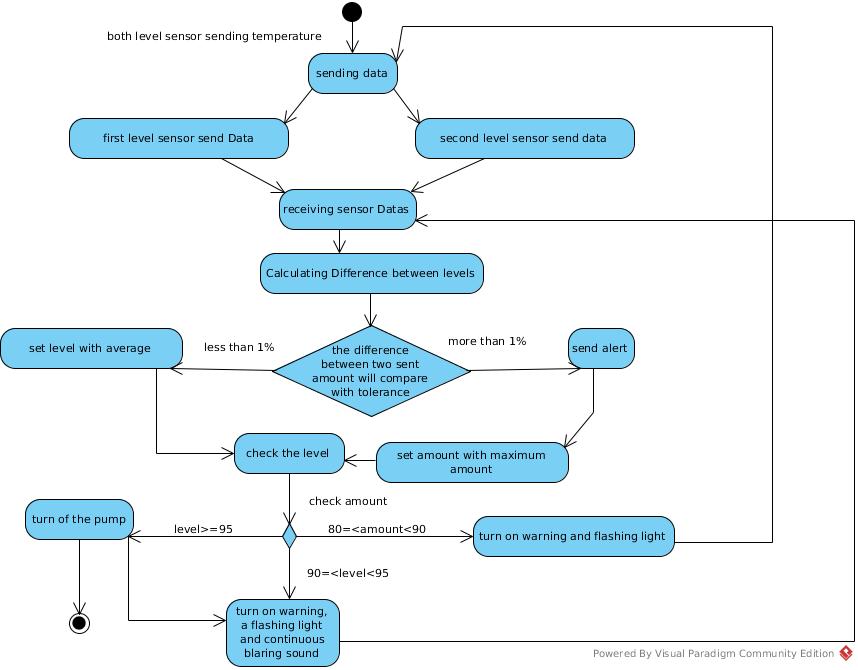 both level sensor sending temperature
sending data
first level sensor send Data
second level sensor send data
receiving sensor Datas
Calculating Difference between levels
less than 1%
more than 1%
set level with average
the difference
between two sent
amount will compare
with tolerance
send alert
check the level
set amount with maximum
amount
check amount
turn of the pump
level>=95
80=<amount<90
turn on warning and flashing light
90=<level<95
turn on warning,
a flashing light
and continuous
blaring sound
Powered By Visual Paradigm Community Edition